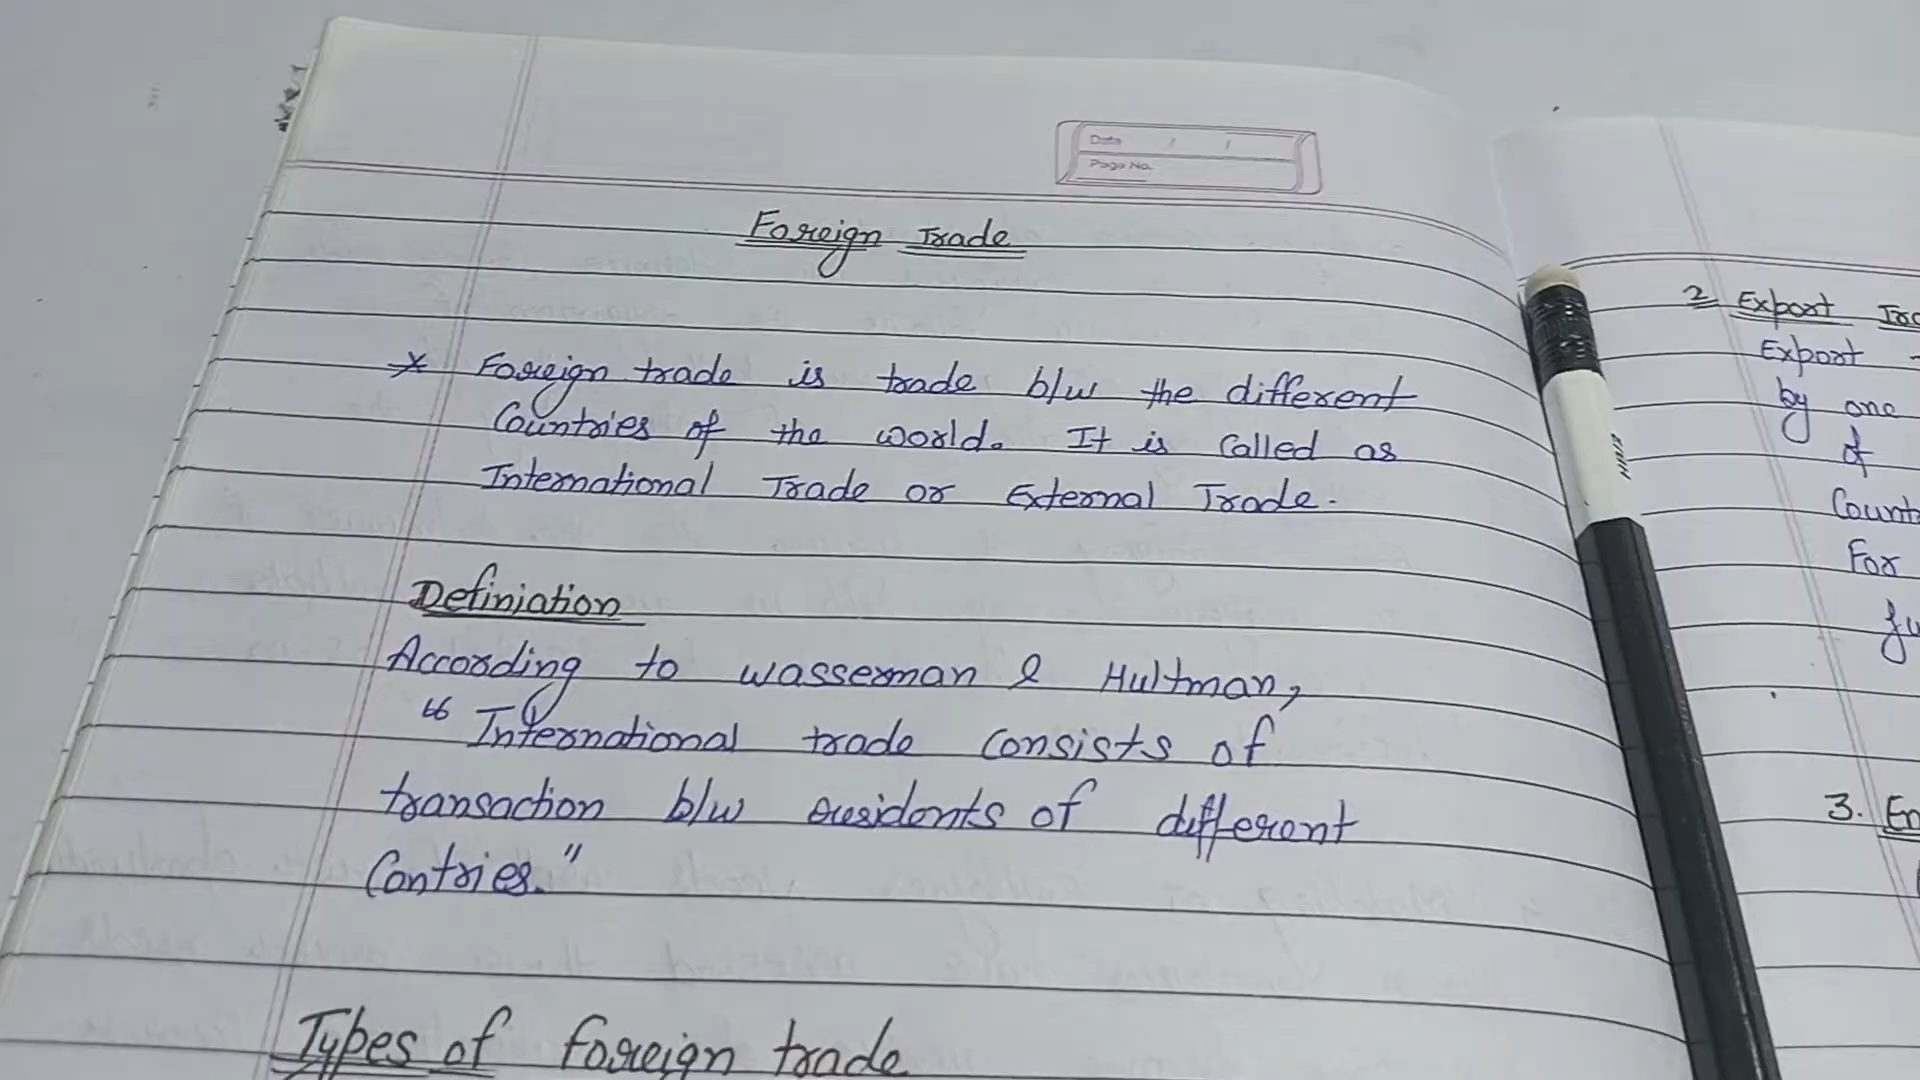 Date / /
Page No.
Foreign Trade
* Foreign trade is trade b/w the different
Countries of the world. It is called as
International Trade or External Trade.
Definiation
According to Wasserman & Hultman,
“International trade consists of
transaction b/w residents of different
Contries."
Types of foreign trade
2 Export
Export
by one
of
For
3.